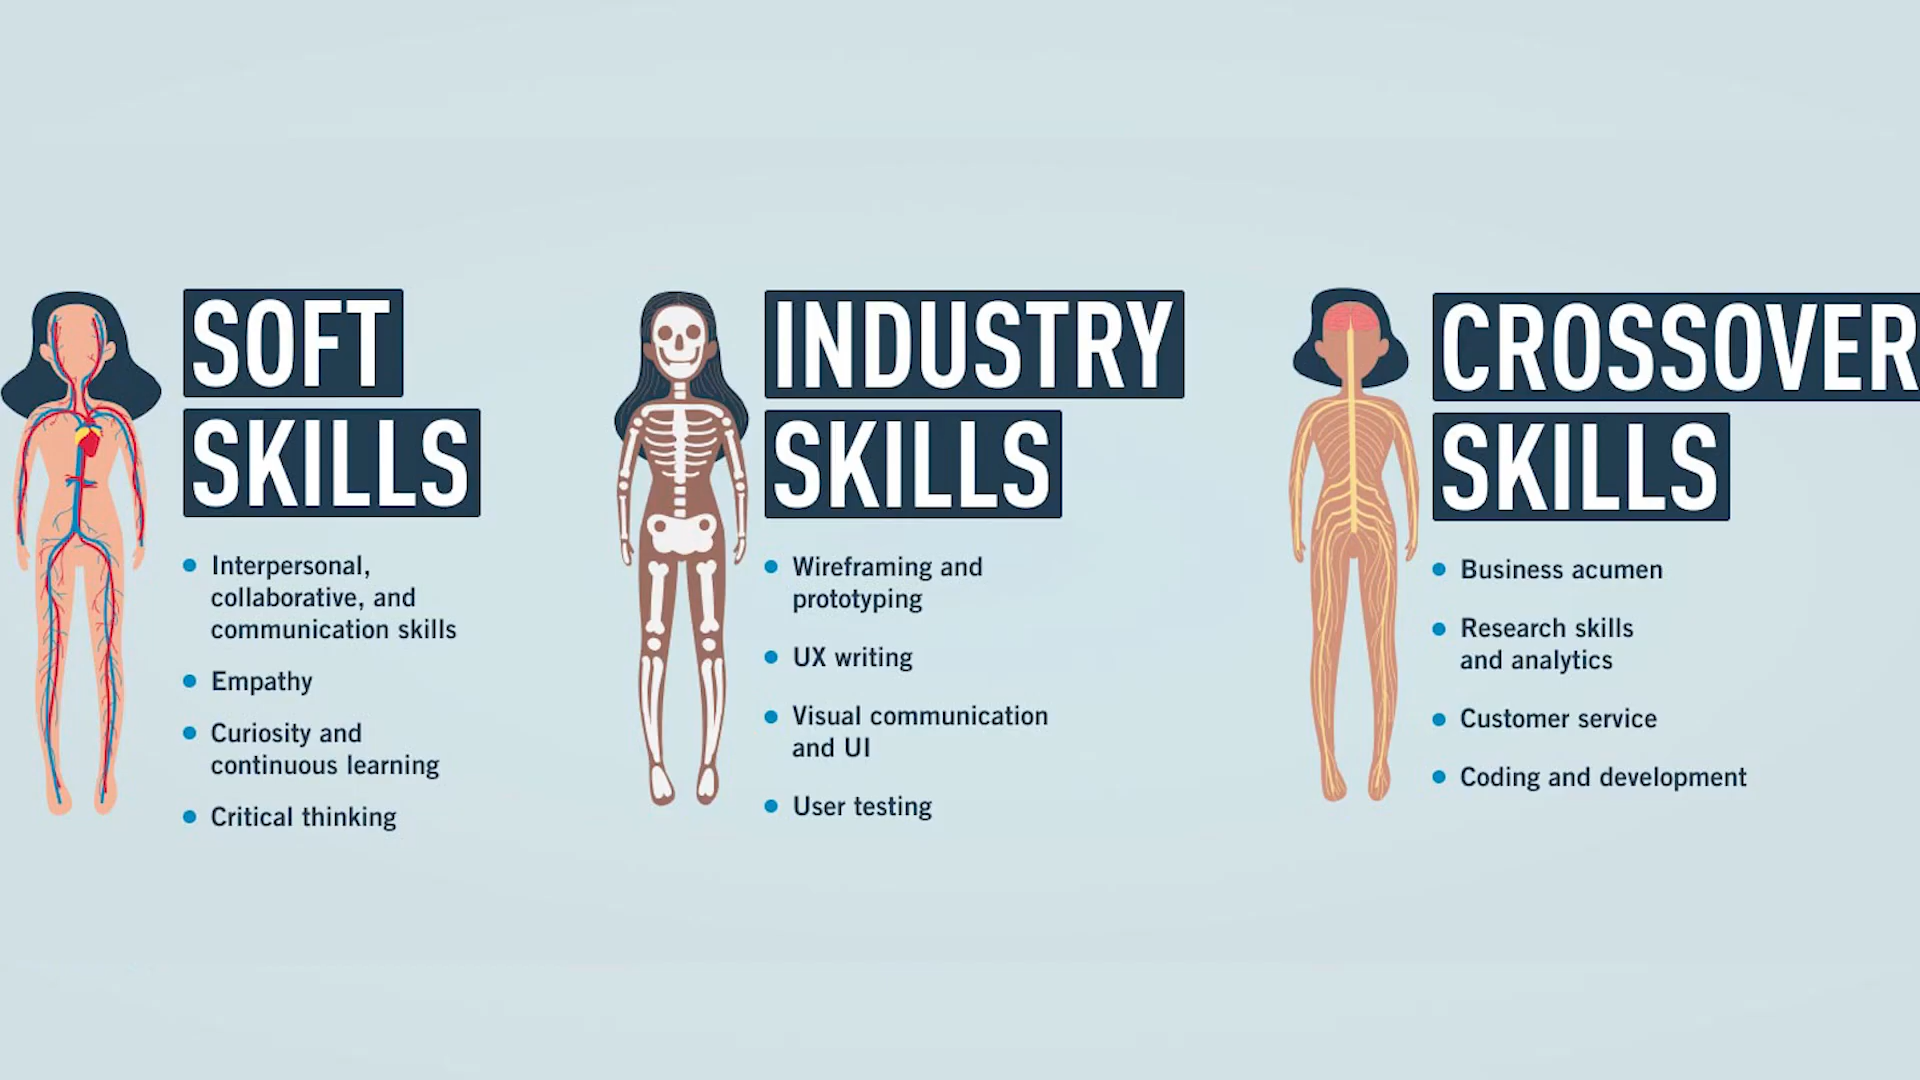 SOFT
SKILLS
Interpersonal,
collaborative, and
communication skills
Empathy
Curiosity and
continuous learning
Critical thinking
INDUSTRY
SKILLS
Wireframing and
prototyping
UX writing
Visual communication
and UI
User testing
CROSSOVER
SKILLS
Business acumen
Research skills
and analytics
Customer service
Coding and development